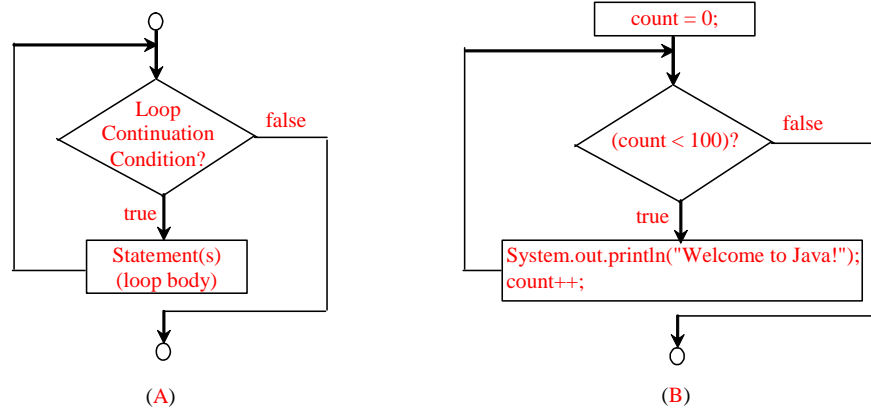 Loop
Continuation
Condition?
false
true
Statement(s)
(loop body)
(A)
count = 0;
(count < 100)?
false
true
System.out.println("Welcome to Java!");
count++;
(B)